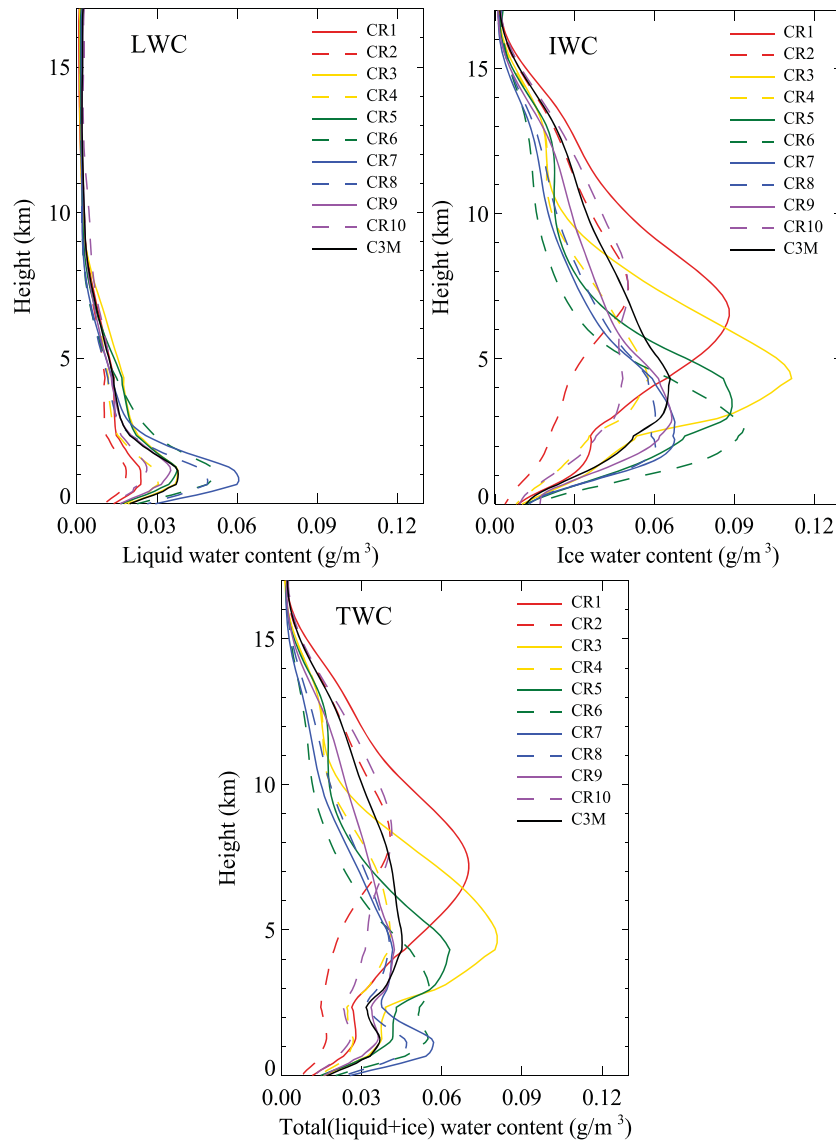 LWC
CR1
CR2
CR3
CR4
CR5
CR6
CR7
CR8
CR9
CR10
C3M
15
10
5
0
Height (km)
0.00 0.03 0.06 0.09 0.12
Liquid water content (g/m³)
IWC
CR1
CR2
CR3
CR4
CR5
CR6
CR7
CR8
CR9
CR10
C3M
15
10
5
0
Height (km)
0.00 0.03 0.06 0.09 0.12
Ice water content (g/m³)
TWC
CR1
CR2
CR3
CR4
CR5
CR6
CR7
CR8
CR9
CR10
C3M
15
10
5
0
Height (km)
0.00 0.03 0.06 0.09 0.12
Total(liquid+ice) water content (g/m³)